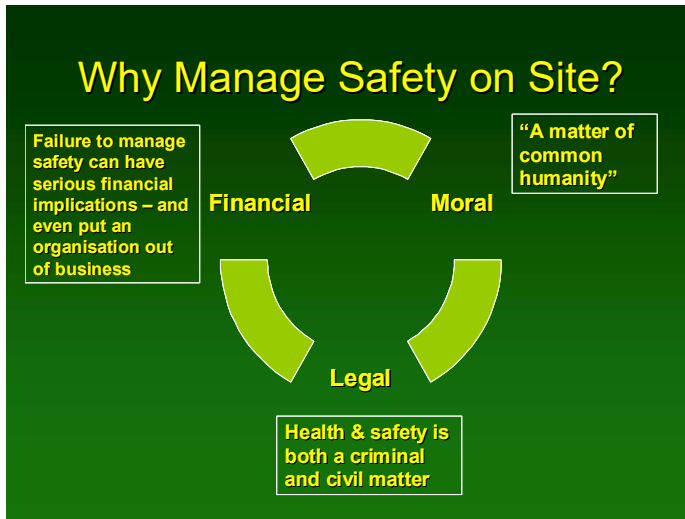 Why Manage Safety on Site?
Failure to manage
safety can have
serious financial
implications – and
even put an
organisation out
of business
Financial
Moral
“A matter of
common
humanity”
Legal
Health & safety is
both a criminal
and civil matter